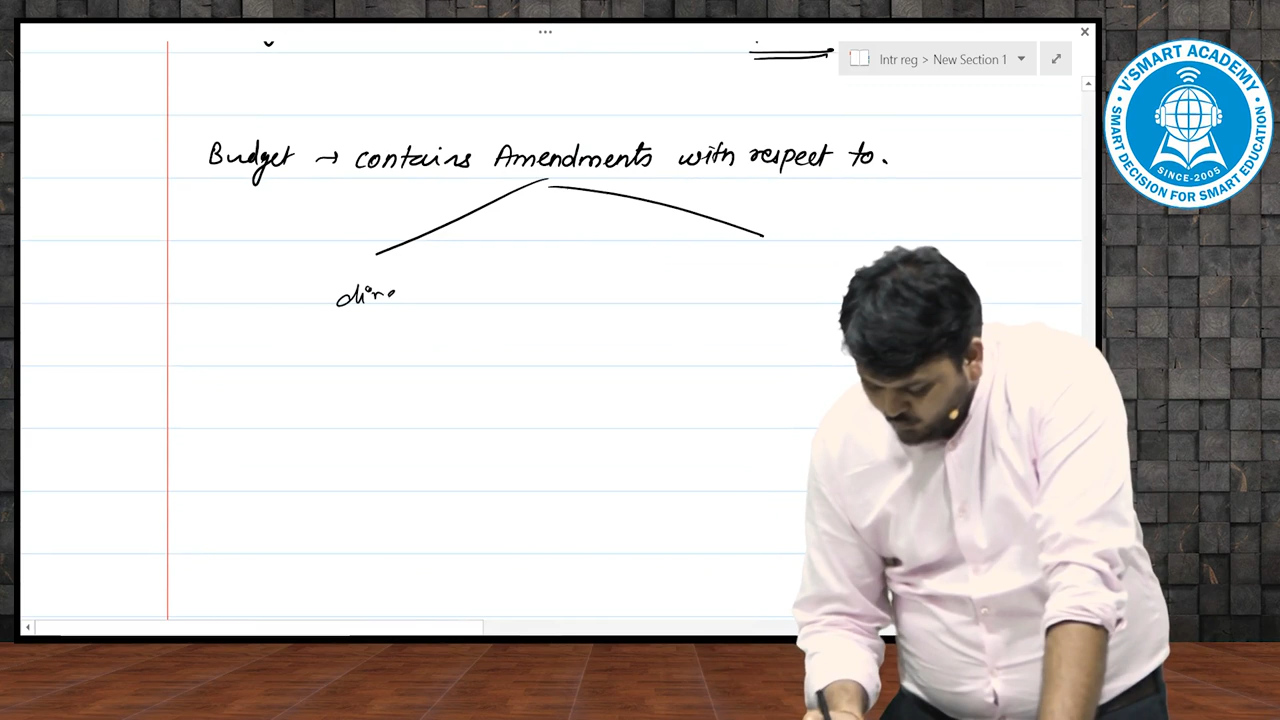 Intr reg > New Section 1
Budget → contains Amendments with respect to.
dire
V'SMART ACADEMY
SINCE-2005
• SMART DECISION FOR SMART EDUCATION •